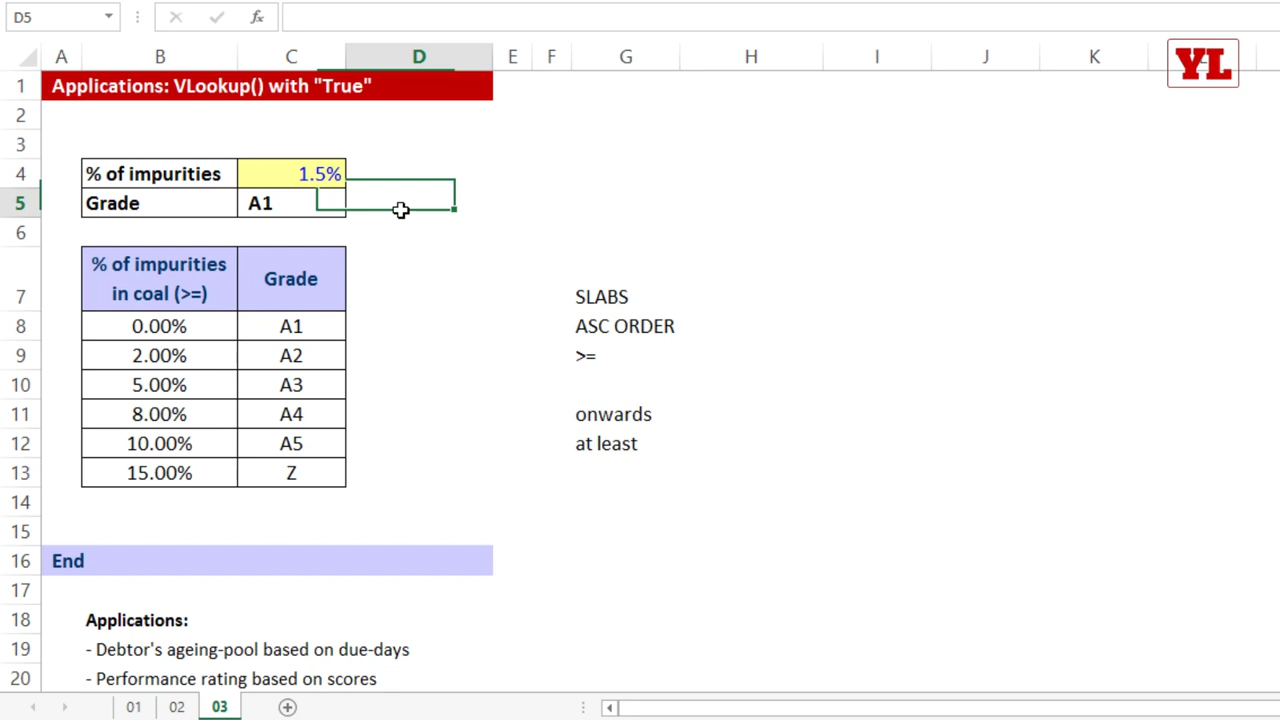 D5
fx
A B C D E F G H I J K
YL
1 Applications: VLookup() with "True"
2
3
4 % of impurities 1.5%
5 Grade A1
6
% of impurities
in coal (>=) Grade
7 SLABS
8 0.00% A1 ASC ORDER
9 2.00% A2 >=
10 5.00% A3
11 8.00% A4 onwards
12 10.00% A5 at least
13 15.00% Z
14
15
16 End
17
18 Applications:
19 - Debtor's ageing-pool based on due-days
20 - Performance rating based on scores
01 02 03